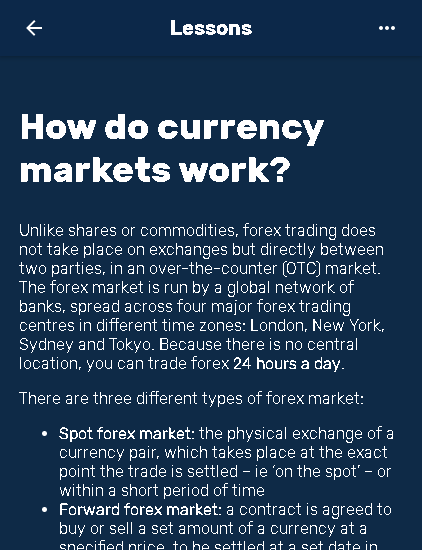 Lessons
How do currency
markets work?
Unlike shares or commodities, forex trading does
not take place on exchanges but directly between
two parties, in an over-the-counter (OTC) market.
The forex market is run by a global network of
banks, spread across four major forex trading
centres in different time zones: London, New York,
Sydney and Tokyo. Because there is no central
location, you can trade forex 24 hours a day.
There are three different types of forex market:
• Spot forex market: the physical exchange of a
currency pair, which takes place at the exact
point the trade is settled – ie ‘on the spot’ – or
within a short period of time
• Forward forex market: a contract is agreed to
buy or sell a set amount of a currency at a
specified price, to be settled at a set date in